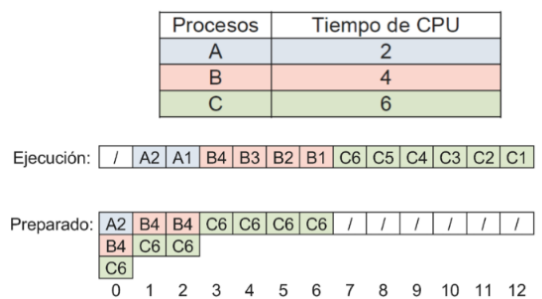 Procesos Tiempo de CPU
A 2
B 4
C 6
Ejecución: / A2 A1 B4 B3 B2 B1 C6 C5 C4 C3 C2 C1
Preparado: A2 B4 B4 C6 C6 C6 C6 / / / / / /
B4 C6 C6
C6
0 1 2 3 4 5 6 7 8 9 10 11 12